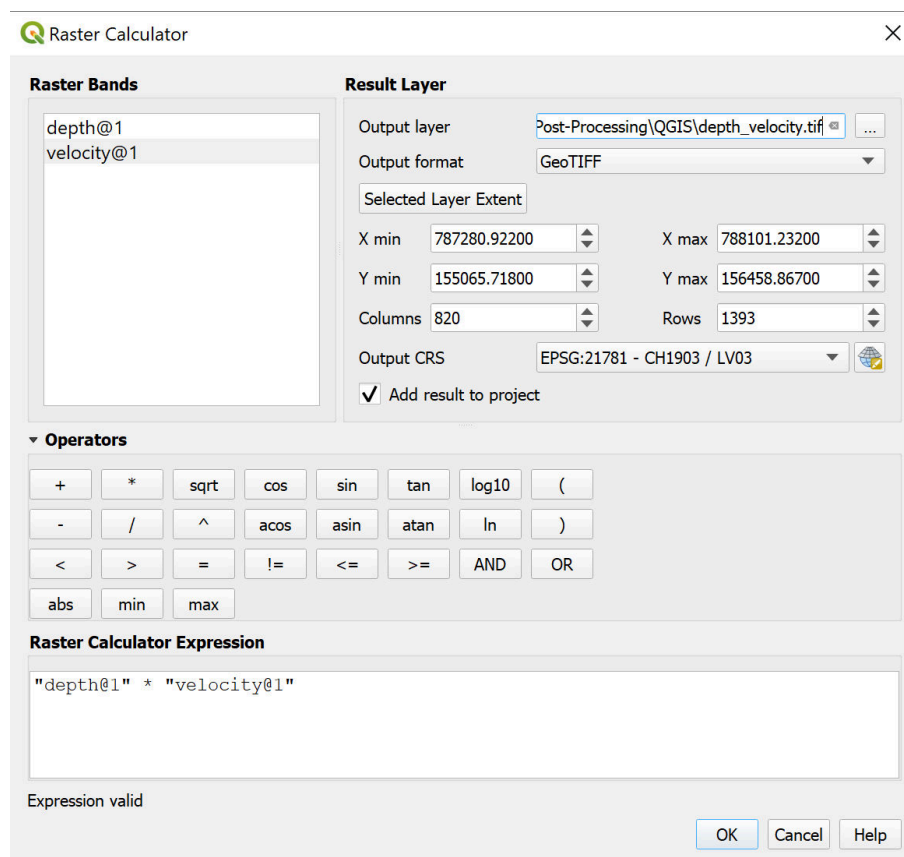 Raster Calculator
Raster Bands
Result Layer
depth@1
velocity@1
Output layer
Post-Processing\QGIS\depth_velocity.tif
...
Output format
GeoTIFF
Selected Layer Extent
X min 787280.92200 X max 788101.23200
Y min 155065.71800 Y max 156458.86700
Columns 820 Rows 1393
Output CRS EPSG:21781 - CH1903 / LV03
Add result to project
Operators
+ * sqrt cos sin tan log10 (
- / ^ acos asin atan ln )
< > = != <= >= AND OR
abs min max
Raster Calculator Expression
"depth@1" * "velocity@1"
Expression valid
OK Cancel Help